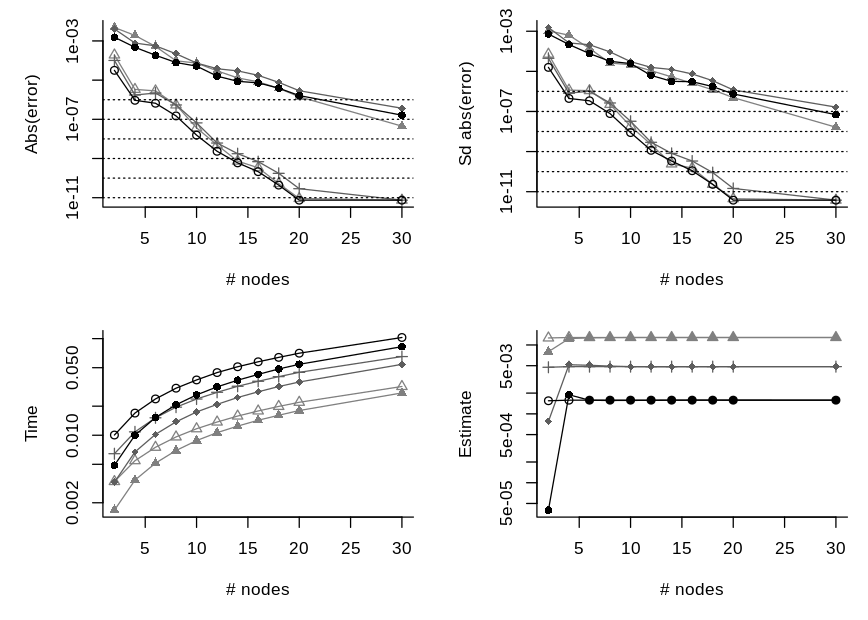 Abs(error)
1e-03
1e-07
1e-11
5 10 15 20 25 30
# nodes
Sd abs(error)
1e-03
1e-07
1e-11
5 10 15 20 25 30
# nodes
Time
0.050
0.010
0.002
5 10 15 20 25 30
# nodes
Estimate
5e-03
5e-04
5e-05
5 10 15 20 25 30
# nodes